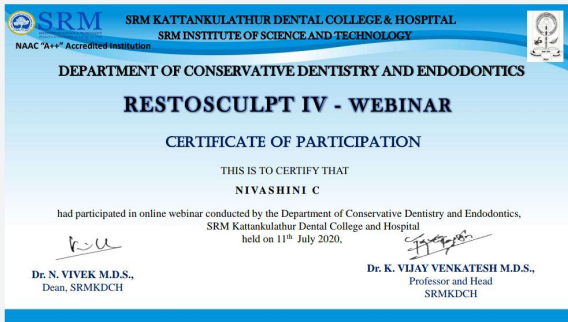 SRM
SRM KATTANKULATHUR DENTAL COLLEGE & HOSPITAL
SRM INSTITUTE OF SCIENCE AND TECHNOLOGY
NAAC “A++” Accredited Institution
DEPARTMENT OF CONSERVATIVE DENTISTRY AND ENDODONTICS
RESTOSCULPT IV - WEBINAR
CERTIFICATE OF PARTICIPATION
THIS IS TO CERTIFY THAT
NIVASHINI C
had participated in online webinar conducted by the Department of Conservative Dentistry and Endodontics,
SRM Kattankulathur Dental College and Hospital
held on 11th July 2020,
Dr. N. VIVEK M.D.S.,
Dean, SRMKDCH
Dr. K. VIJAY VENKATESH M.D.S.,
Professor and Head
SRMKDCH